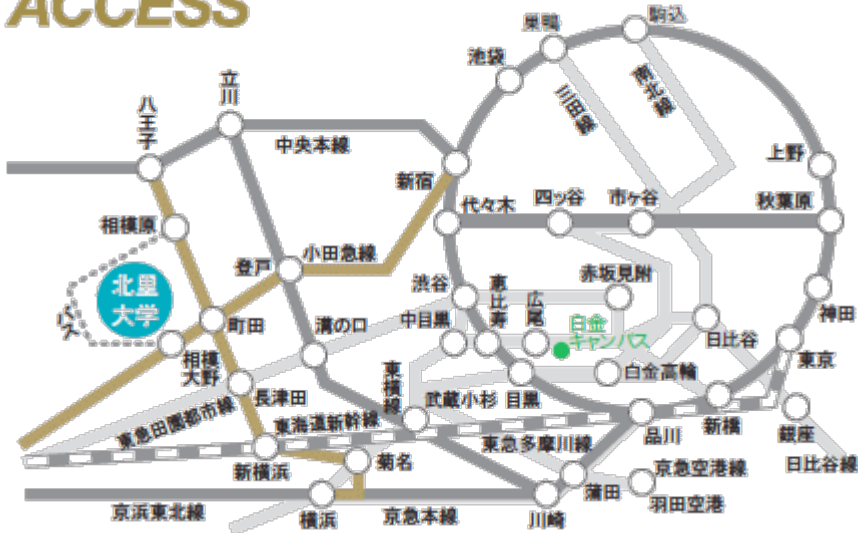 ACCESS
駒込
巣鴨
池袋
南北線
三田線
立川
八王子
中央本線
上野
新宿
代々木
四ッ谷
市ヶ谷
秋葉原
相模原
登戸
小田急線
赤坂見附
渋谷
恵比寿
広尾
北里
大学
バス
町田
溝の口
中目黒
白金
キャンパス
日比谷
神田
東京
相模
大野
長津田
東横線
武蔵小杉
目黒
白金高輪
東急田園都市線
東海道新幹線
新横浜
菊名
東急多摩川線
品川
新橋
銀座
日比谷線
京急空港線
蒲田
羽田空港
京浜東北線
横浜
京急本線
川崎